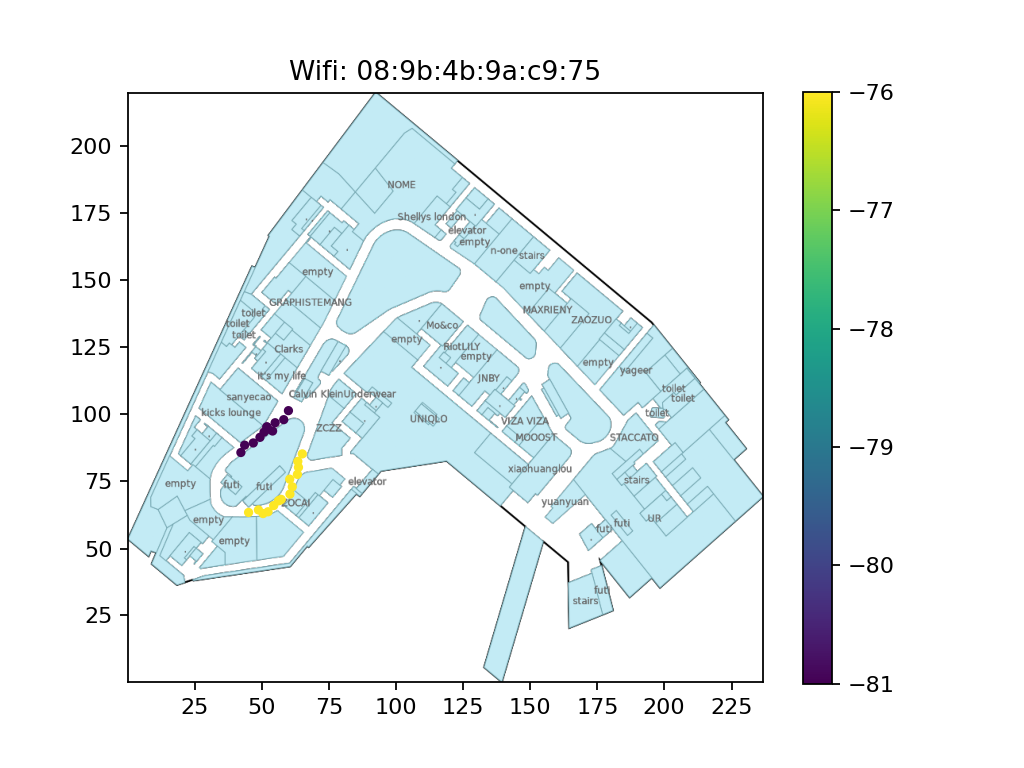 Wifi: 08:9b:4b:9a:c9:75
−76
200
NOME
175
Shellys london
elevator
−77
empty
n-one
stairs
150
empty
empty
GRAPHISTEMANG
MAXRIENY
toilet
ZAOZUO
−78
toilet
Mo&co
125
toilet
empty
RiotLILY
Clarks
empty
empty
yageer
it's my life
JNBY
toilet
Calvin KleinUnderwear
toilet
sanyecao
100
kicks lounge
UNIQLO
VIZA VIZA
toilet
−79
ZCZZ
MOOOST
STACCATO
xiaohuanglou
75
empty
futi
futi
elevator
stairs
yuanyuan
empty
futi
futi
UR
50
empty
−80
futi
stairs
25
−81
25
50
75
100
125
150
175
200
225